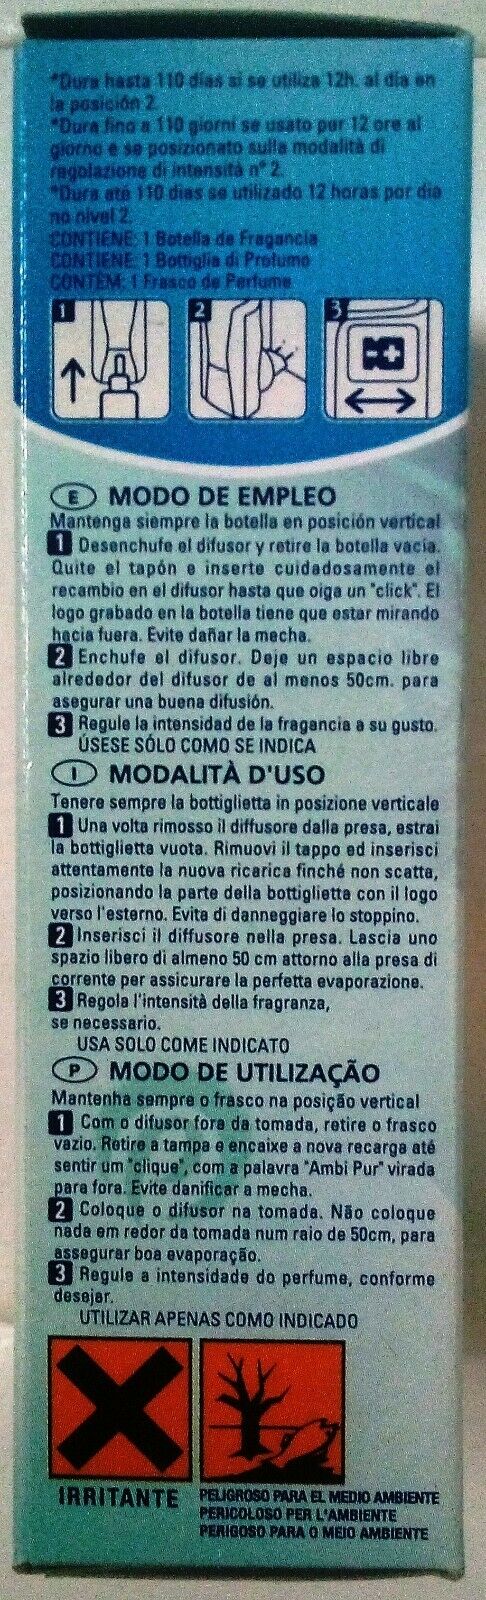 *Dura hasta 110 días si se utiliza 12h. al día en
la posición 2.
*Dura fino a 110 giorni se usato per 12 ore al
giorno e se posizionato sulla modalità di
regolazione di intensità n° 2.
*Dura até 110 dias se utilizado 12 horas por dia
no nivel 2.
CONTIENE: 1 Botella de Fragancia
CONTIENE: 1 Bottiglia di Profumo
CONTÉM: 1 Frasco de Perfume
1 2 3
E MODO DE EMPLEO
Mantenga siempre la botella en posición vertical
1 Desenchufe el difusor y retire la botella vacía.
Quite el tapón e inserte cuidadosamente el
recambio en el difusor hasta que oiga un "click". El
logo grabado en la botella tiene que estar mirando
hacia fuera. Evite dañar la mecha.
2 Enchufe el difusor. Deje un espacio libre
alrededor del difusor de al menos 50cm. para
asegurar una buena difusión.
3 Regule la intensidad de la fragancia a su gusto.
ÚSESE SÓLO COMO SE INDICA
I MODALITÀ D'USO
Tenere sempre la bottiglietta in posizione verticale
1 Una volta rimosso il diffusore dalla presa, estrai
la bottiglietta vuota. Rimuovi il tappo ed inserisci
attentamente la nuova ricarica finché non scatta,
posizionando la parte della bottiglietta con il logo
verso l'esterno. Evita di danneggiare lo stoppino.
2 Inserisci il diffusore nella presa. Lascia uno
spazio libero di almeno 50 cm attorno alla presa di
corrente per assicurare la perfetta evaporazione.
3 Regola l'intensità della fragranza,
se necessario.
USA SOLO COME INDICATO
P MODO DE UTILIZAÇÃO
Mantenha sempre o frasco na posição vertical
1 Com o difusor fora da tomada, retire o frasco
vazio. Retire a tampa e encaixe a nova recarga até
sentir um "clique", com a palavra "Ambi Pur" virada
para fora. Evite danificar a mecha.
2 Coloque o difusor na tomada. Não coloque
nada em redor da tomada num raio de 50cm, para
assegurar boa evaporação.
3 Regule a intensidade do perfume, conforme
desejar.
UTILIZAR APENAS COMO INDICADO
IRRITANTE
PELIGROSO PARA EL MEDIO AMBIENTE
PERICOLOSO PER L'AMBIENTE
PERIGOSO PARA O MEIO AMBIENTE